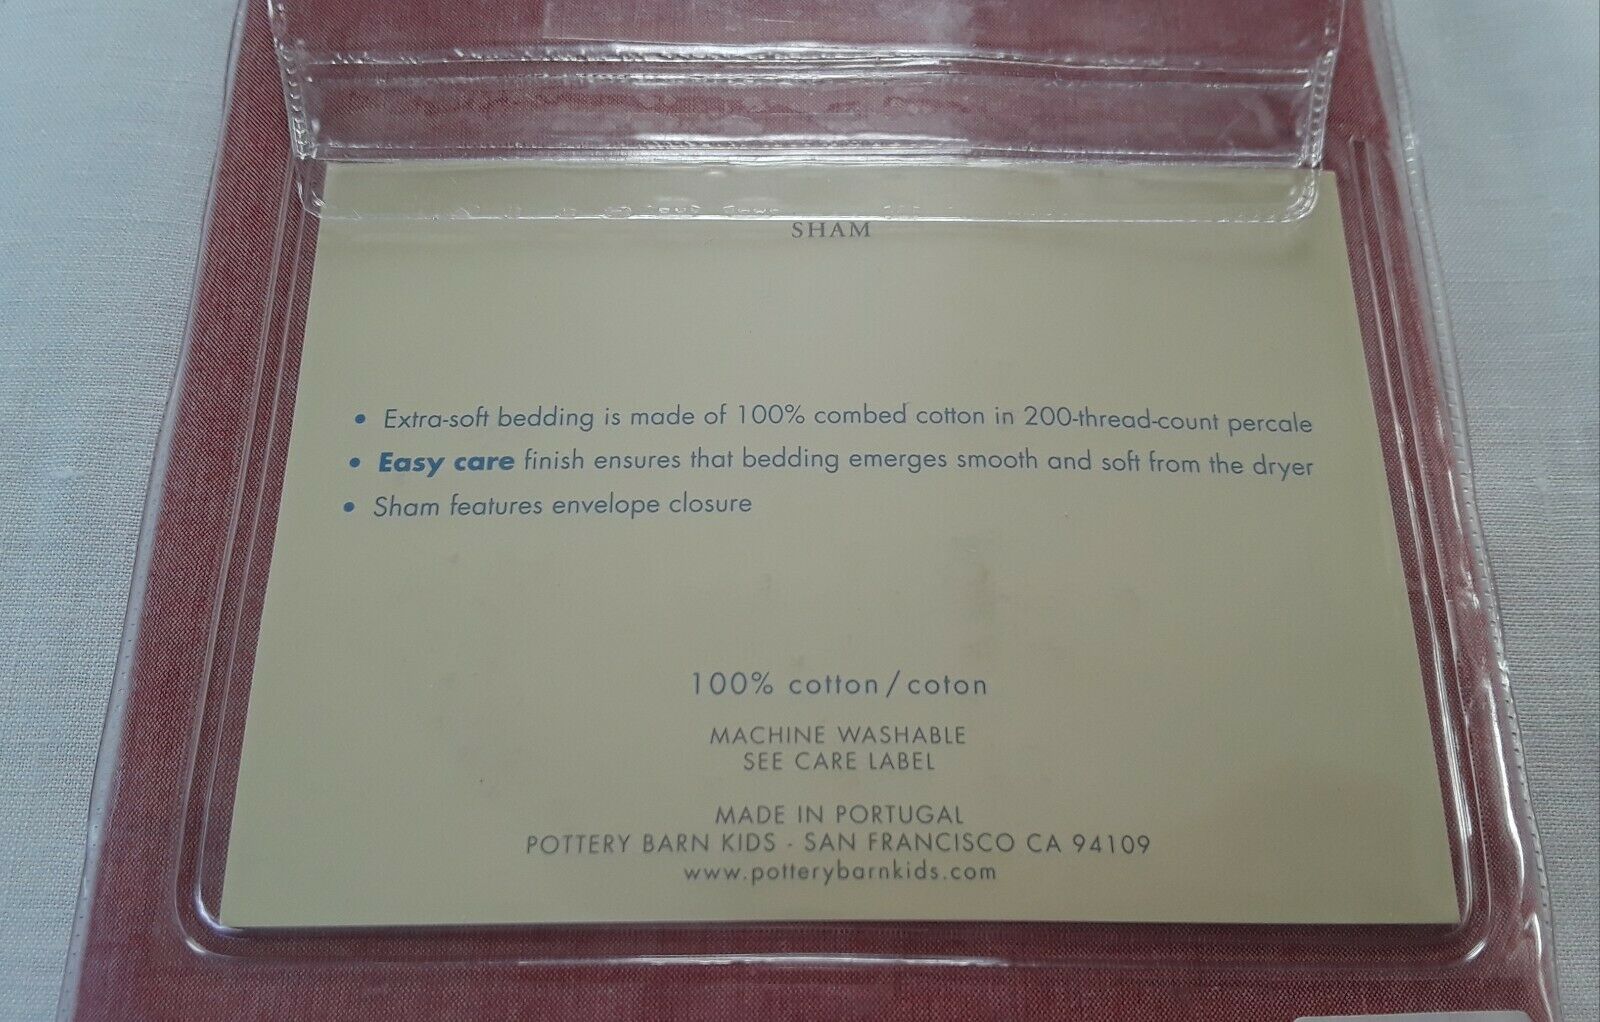 SHAM
• Extra-soft bedding is made of 100% combed cotton in 200-thread-count percale
• Easy care finish ensures that bedding emerges smooth and soft from the dryer
• Sham features envelope closure
100% cotton / coton
MACHINE WASHABLE
SEE CARE LABEL
MADE IN PORTUGAL
POTTERY BARN KIDS · SAN FRANCISCO CA 94109
www.potterybarnkids.com